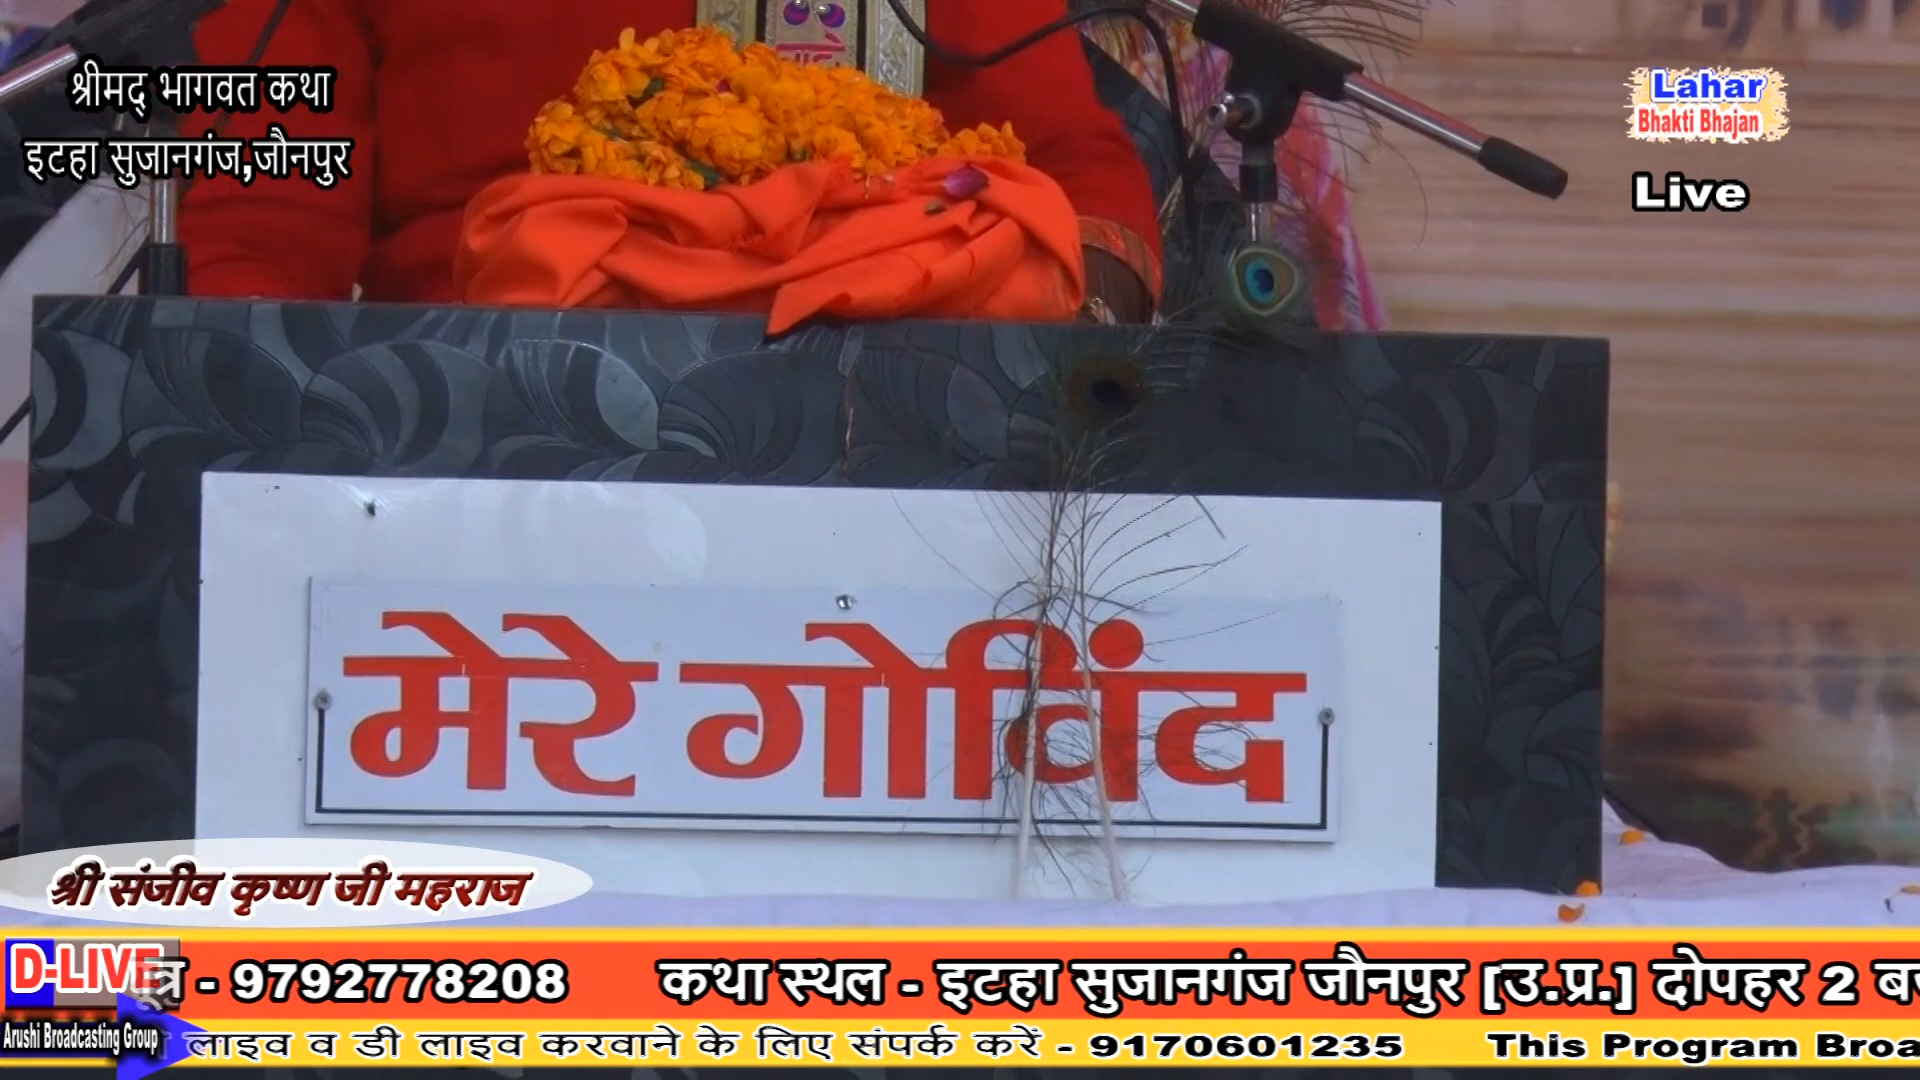 श्रीमद् भागवत कथा
इटहा सुजानगंज,जौनपुर
Lahar
Bhakti Bhajan
Live
मेरे गोविंद
श्री संजीव कृष्ण जी महराज
D-LIVE
Arushi Broadcasting Group
- 9792778208 कथा स्थल - इटहा सुजानगंज जौनपुर [उ.प्र.] दोपहर 2
लाइव व डी लाइव करवाने के लिए संपर्क करें - 9170601235 This Program